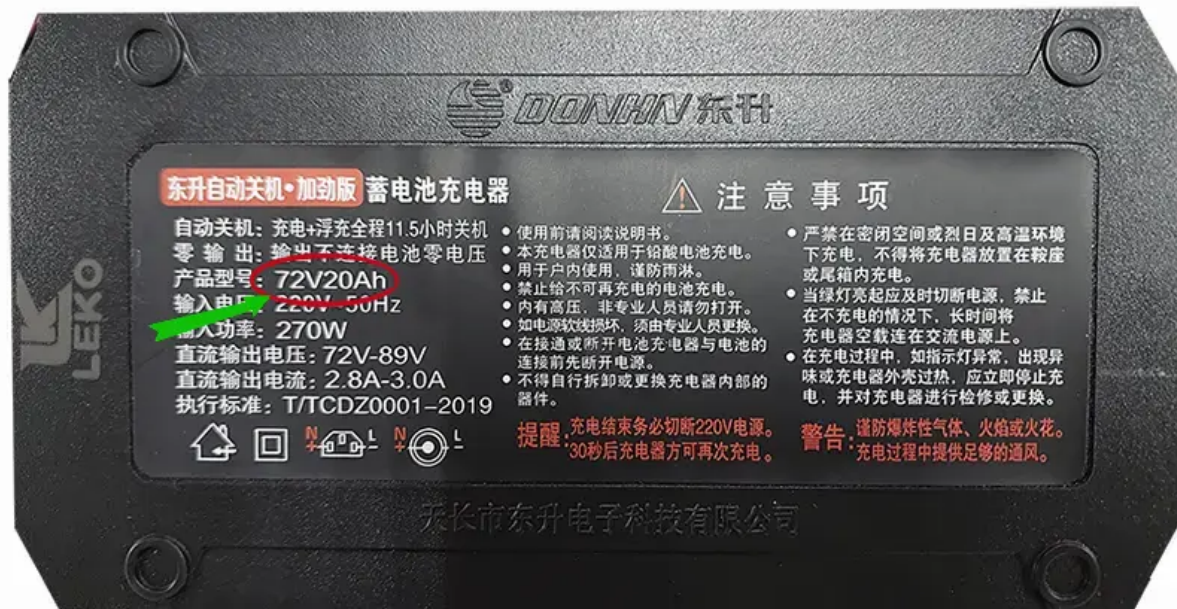 DONHN 东升
东升自动关机•加劲版 蓄电池充电器
自动关机：充电+浮充全程11.5小时关机
零 输 出：输出不连接电池零电压
产品型号：72V20Ah
输入电压：220V~50Hz
输入功率：270W
直流输出电压：72V-89V
直流输出电流：2.8A-3.0A
执行标准：T/TCDZ0001-2019
N L N L
+ +
注 意 事 项
• 使用前请阅读说明书。
• 本充电器仅适用于铅酸电池充电。
• 用于户内使用，谨防雨淋。
• 禁止给不可再充电的电池充电。
• 内有高压，非专业人员请勿打开。
• 如电源软线损坏，须由专业人员更换。
• 在接通或断开电池充电器与电池的
连接前先断开电源。
• 不得自行拆卸或更换充电器内部的
器件。
提醒：充电结束务必切断220V电源。
30秒后充电器方可再次充电。
• 严禁在密闭空间或烈日及高温环境
下充电，不得将充电器放置在鞍座
或尾箱内充电。
• 当绿灯亮起应及时切断电源，禁止
在不充电的情况下，长时间将
充电器空载连在交流电源上。
• 在充电过程中，如指示灯异常，出现异
味或充电器外壳过热，应立即停止充
电，并对充电器进行检修或更换。
警告：谨防爆炸性气体、火焰或火花。
充电过程中提供足够的通风。
天长市东升电子科技有限公司
LEKO